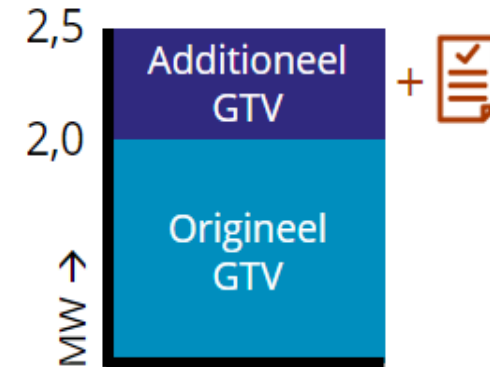 2,5
Additioneel
GTV
+
2,0
Origineel
GTV
MW →